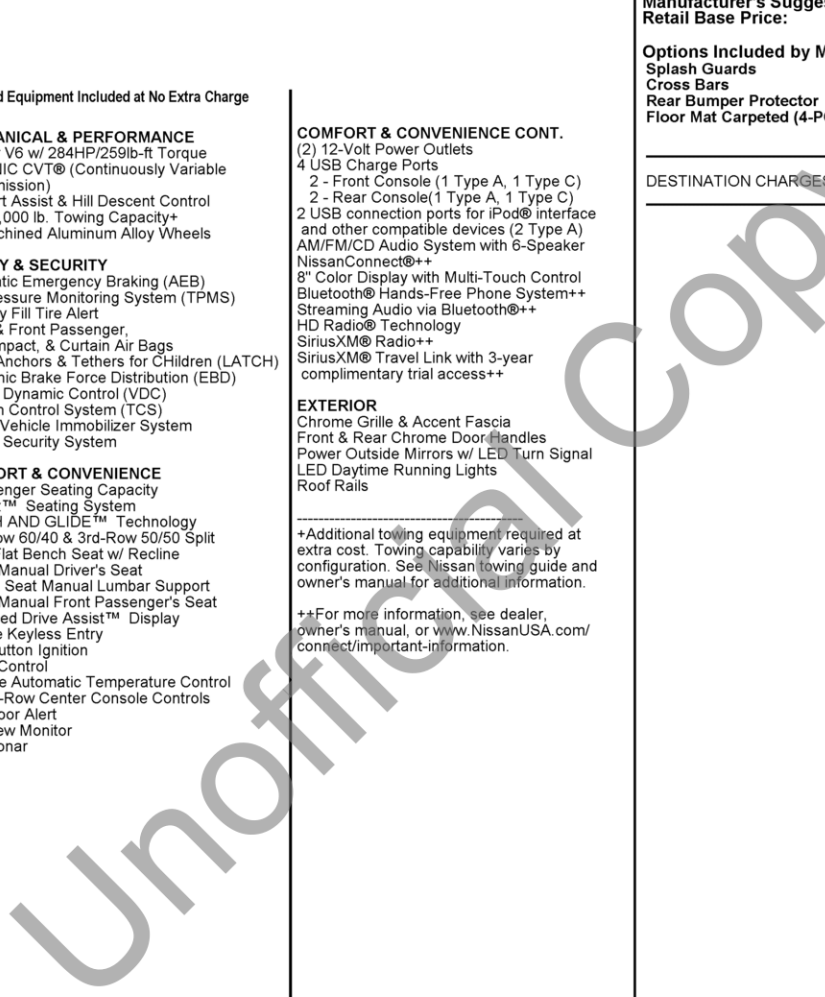 d Equipment Included at No Extra Charge
ANICAL & PERFORMANCE
V6 w/ 284HP/259lb-ft Torque
NIC CVT® (Continuously Variable
mission)
rt Assist & Hill Descent Control
,000 lb. Towing Capacity+
chined Aluminum Alloy Wheels
Y & SECURITY
tic Emergency Braking (AEB)
essure Monitoring System (TPMS)
y Fill Tire Alert
& Front Passenger,
mpact, & Curtain Air Bags
Anchors & Tethers for CHildren (LATCH)
nic Brake Force Distribution (EBD)
Dynamic Control (VDC)
n Control System (TCS)
Vehicle Immobilizer System
Security System
ORT & CONVENIENCE
enger Seating Capacity
t™ Seating System
H AND GLIDE™ Technology
ow 60/40 & 3rd-Row 50/50 Split
Flat Bench Seat w/ Recline
Manual Driver's Seat
Seat Manual Lumbar Support
Manual Front Passenger's Seat
ed Drive Assist™ Display
e Keyless Entry
utton Ignition
Control
e Automatic Temperature Control
-Row Center Console Controls
oor Alert
ew Monitor
onar
COMFORT & CONVENIENCE CONT.
(2) 12-Volt Power Outlets
4 USB Charge Ports
2 - Front Console (1 Type A, 1 Type C)
2 - Rear Console(1 Type A, 1 Type C)
2 USB connection ports for iPod® interface
and other compatible devices (2 Type A)
AM/FM/CD Audio System with 6-Speaker
NissanConnect®++
8" Color Display with Multi-Touch Control
Bluetooth® Hands-Free Phone System++
Streaming Audio via Bluetooth®++
HD Radio® Technology
SiriusXM® Radio++
SiriusXM® Travel Link with 3-year
complimentary trial access++
EXTERIOR
Chrome Grille & Accent Fascia
Front & Rear Chrome Door Handles
Power Outside Mirrors w/ LED Turn Signal
LED Daytime Running Lights
Roof Rails
--------------------------------------------
+Additional towing equipment required at
extra cost. Towing capability varies by
configuration. See Nissan towing guide and
owner's manual for additional information.
++For more information, see dealer,
owner's manual, or www.NissanUSA.com/
connect/important-information.
Manufacturer's Sugges
Retail Base Price:
Options Included by M
Splash Guards
Cross Bars
Rear Bumper Protector
Floor Mat Carpeted (4-P
DESTINATION CHARGES
Unofficial Copy